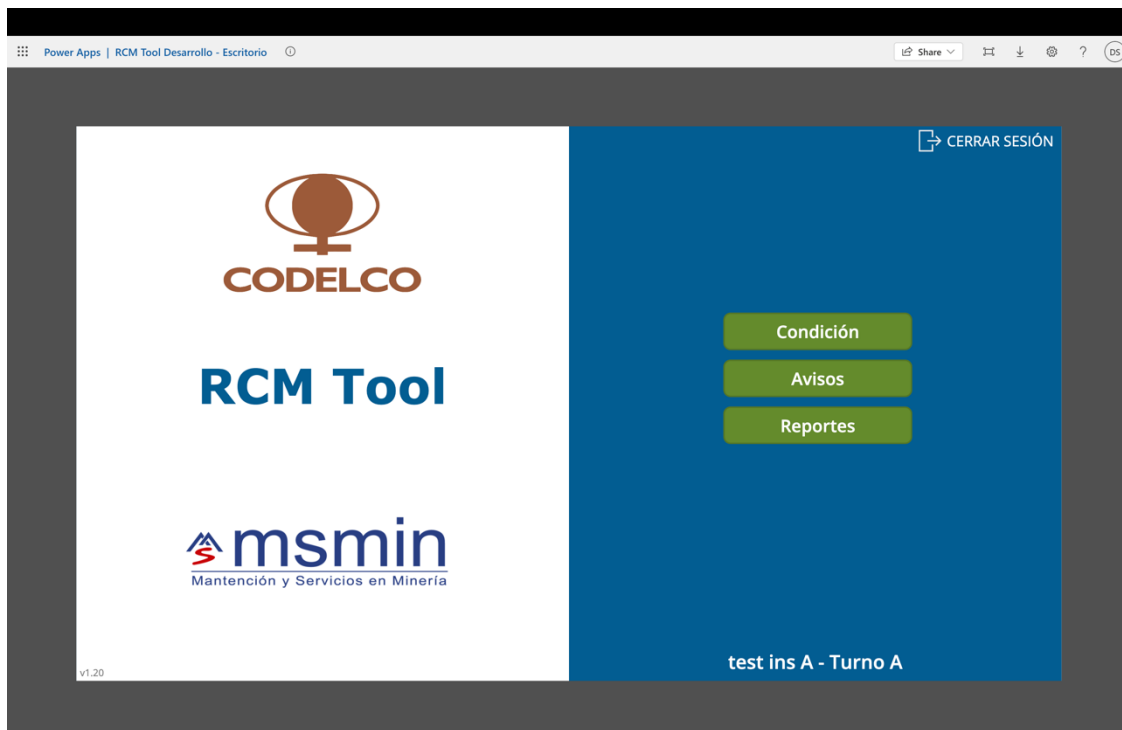 Power Apps | RCM Tool Desarrollo - Escritorio
Share
?
DS
CERRAR SESIÓN
CODELCO
RCM Tool
msmin
Mantención y Servicios en Minería
v1.20
Condición
Avisos
Reportes
test ins A - Turno A